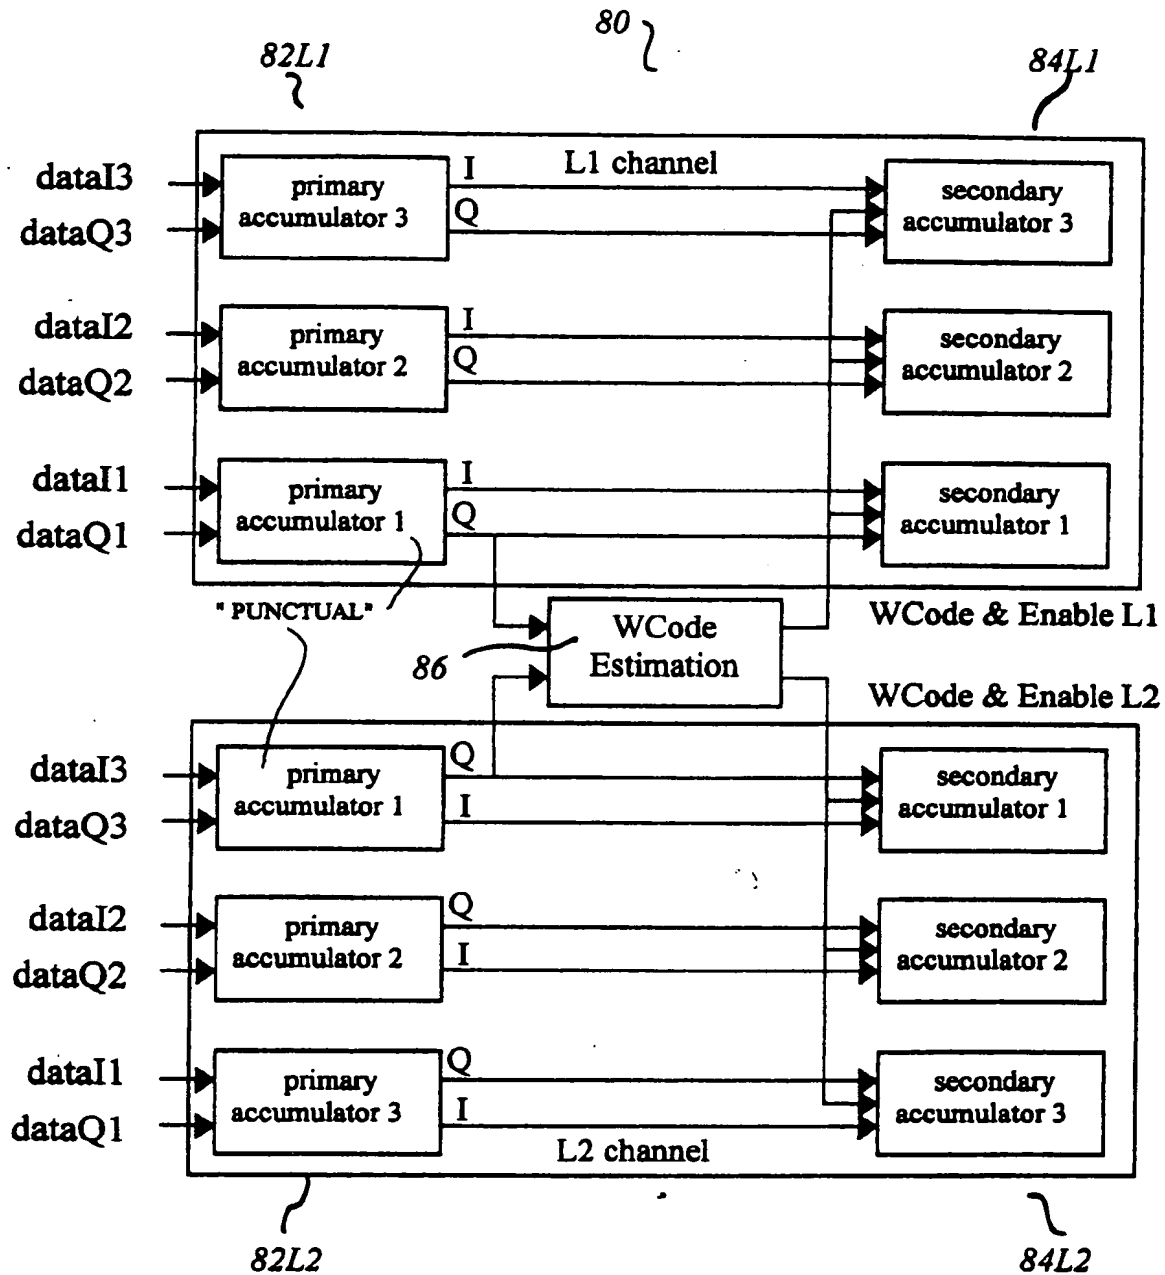 80
82L1
84L1
L1 channel
dataI3
dataQ3
primary
accumulator 3
I
Q
secondary
accumulator 3
dataI2
dataQ2
primary
accumulator 2
I
Q
secondary
accumulator 2
dataI1
dataQ1
primary
accumulator 1
I
Q
secondary
accumulator 1
" PUNCTUAL"
86
WCode
Estimation
WCode & Enable L1
WCode & Enable L2
dataI3
dataQ3
primary
accumulator 1
Q
I
secondary
accumulator 1
dataI2
dataQ2
primary
accumulator 2
Q
I
secondary
accumulator 2
dataI1
dataQ1
primary
accumulator 3
Q
I
secondary
accumulator 3
L2 channel
82L2
84L2